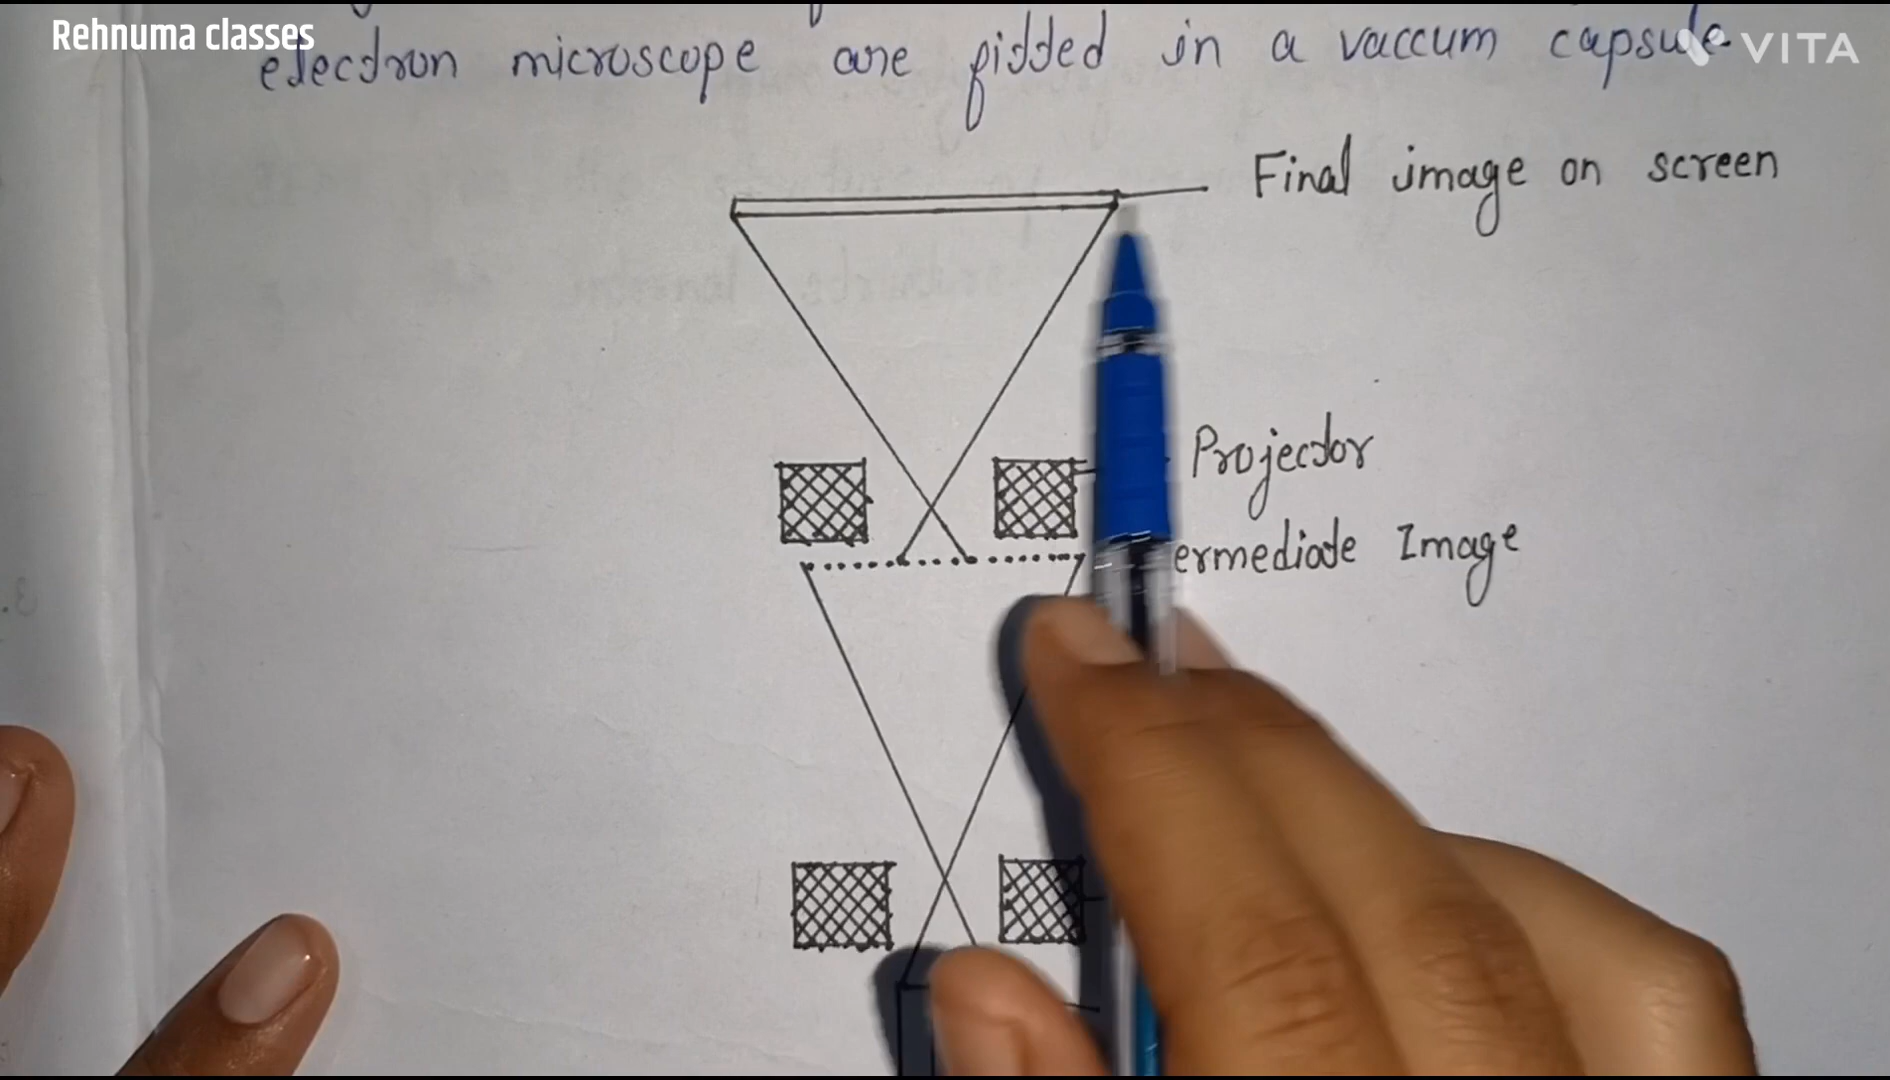 Rehnuma classes
VITA
electron microscope are fitted in a vaccum capsule
Final image on screen
Projector
ermediate Image